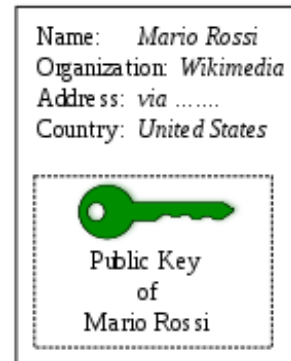 Name: Mario Rossi
Organization: Wikimedia
Address: via .......
Country: United States
Public Key
of
Mario Rossi